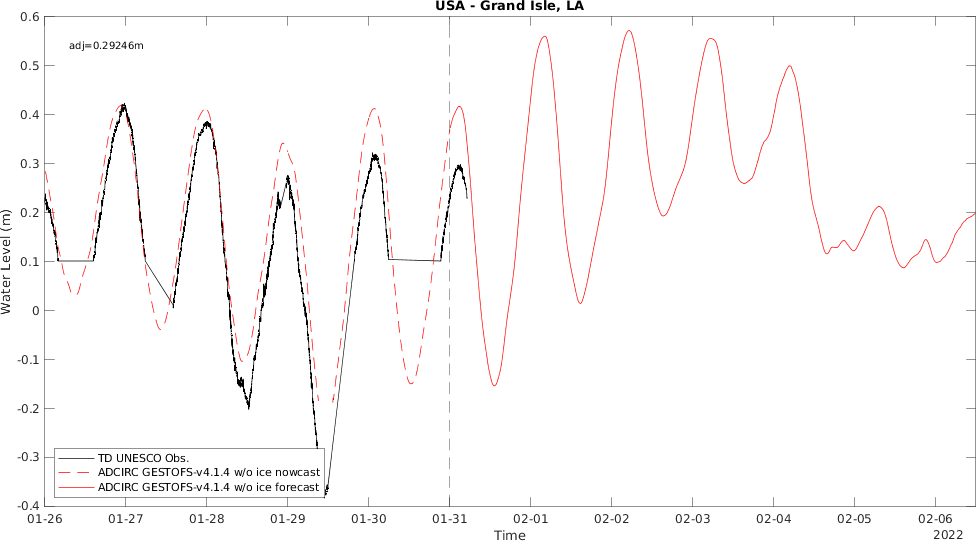 USA - Grand Isle, LA
adj=0.29246m
0.6
0.5
0.4
0.3
0.2
0.1
0
-0.1
-0.2
-0.3
-0.4
Water Level (m)
TD UNESCO Obs.
ADCIRC GESTOFS-v4.1.4 w/o ice nowcast
ADCIRC GESTOFS-v4.1.4 w/o ice forecast
01-26 01-27 01-28 01-29 01-30 01-31 02-01 02-02 02-03 02-04 02-05 02-06
Time
2022